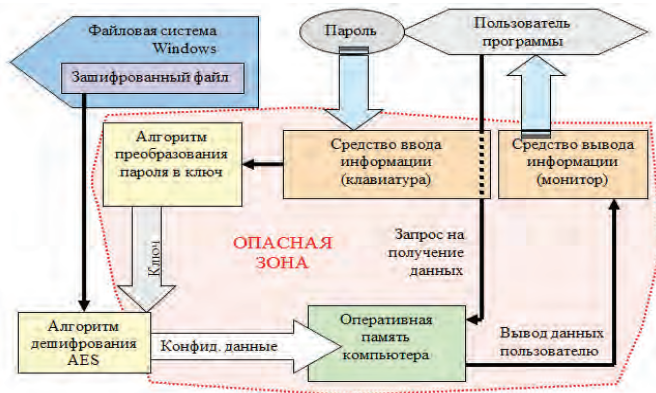 Файловая система
Windows
Зашифрованный файл
Пароль
Пользователь
программы
Алгоритм
преобразования
пароля в ключ
Средство ввода
информации
(клавиатура)
Средство вывода
информации
(монитор)
Ключ
ОПАСНАЯ
ЗОНА
Запрос на
получение
данных
Алгоритм
дешифрования
AES
Конфид. данные
Оперативная
память
компьютера
Вывод данных
пользователю